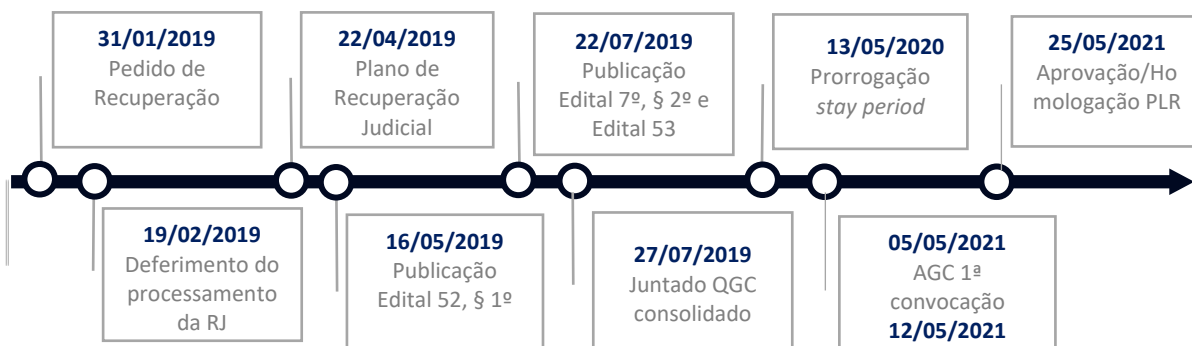 31/01/2019
Pedido de
Recuperação
22/04/2019
Plano de
Recuperação
Judicial
22/07/2019
Publicação
Edital 7º, § 2º e
Edital 53
13/05/2020
Prorrogação
stay period
25/05/2021
Aprovação/Ho
mologação PLR
19/02/2019
Deferimento do
processamento
da RJ
16/05/2019
Publicação
Edital 52, § 1º
27/07/2019
Juntado QGC
consolidado
05/05/2021
AGC 1ª
convocação
12/05/2021